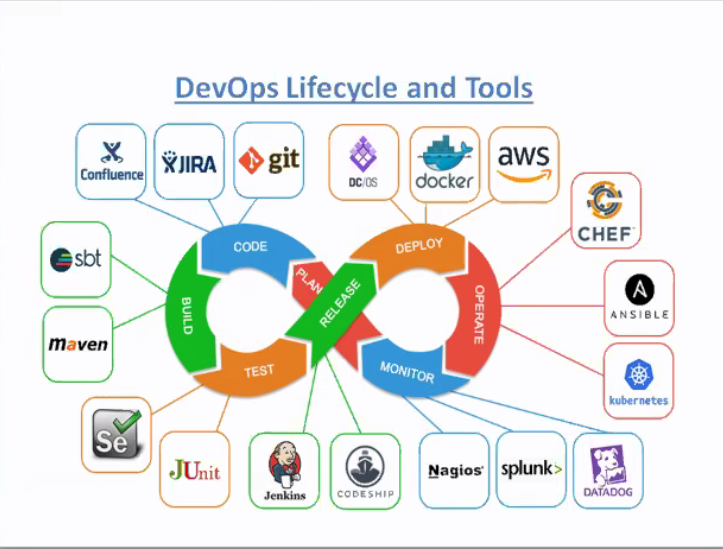 DevOps Lifecycle and Tools
Confluence
JIRA
git
DC/OS
docker
aws
CHEF
sbt
CODE
DEPLOY
PLAN
BUILD
RELEASE
OPERATE
ANSIBLE
maven
TEST
MONITOR
kubernetes
Se
JUnit
Jenkins
CODESHIP
Nagios®
splunk>
DATADOG